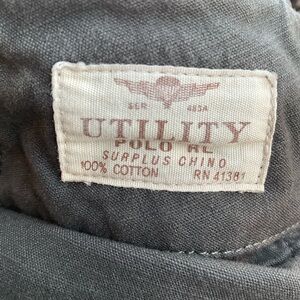 SER 485A
UTILITY
POLO RL
SURPLUS CHINO
100% COTTON RN 41381